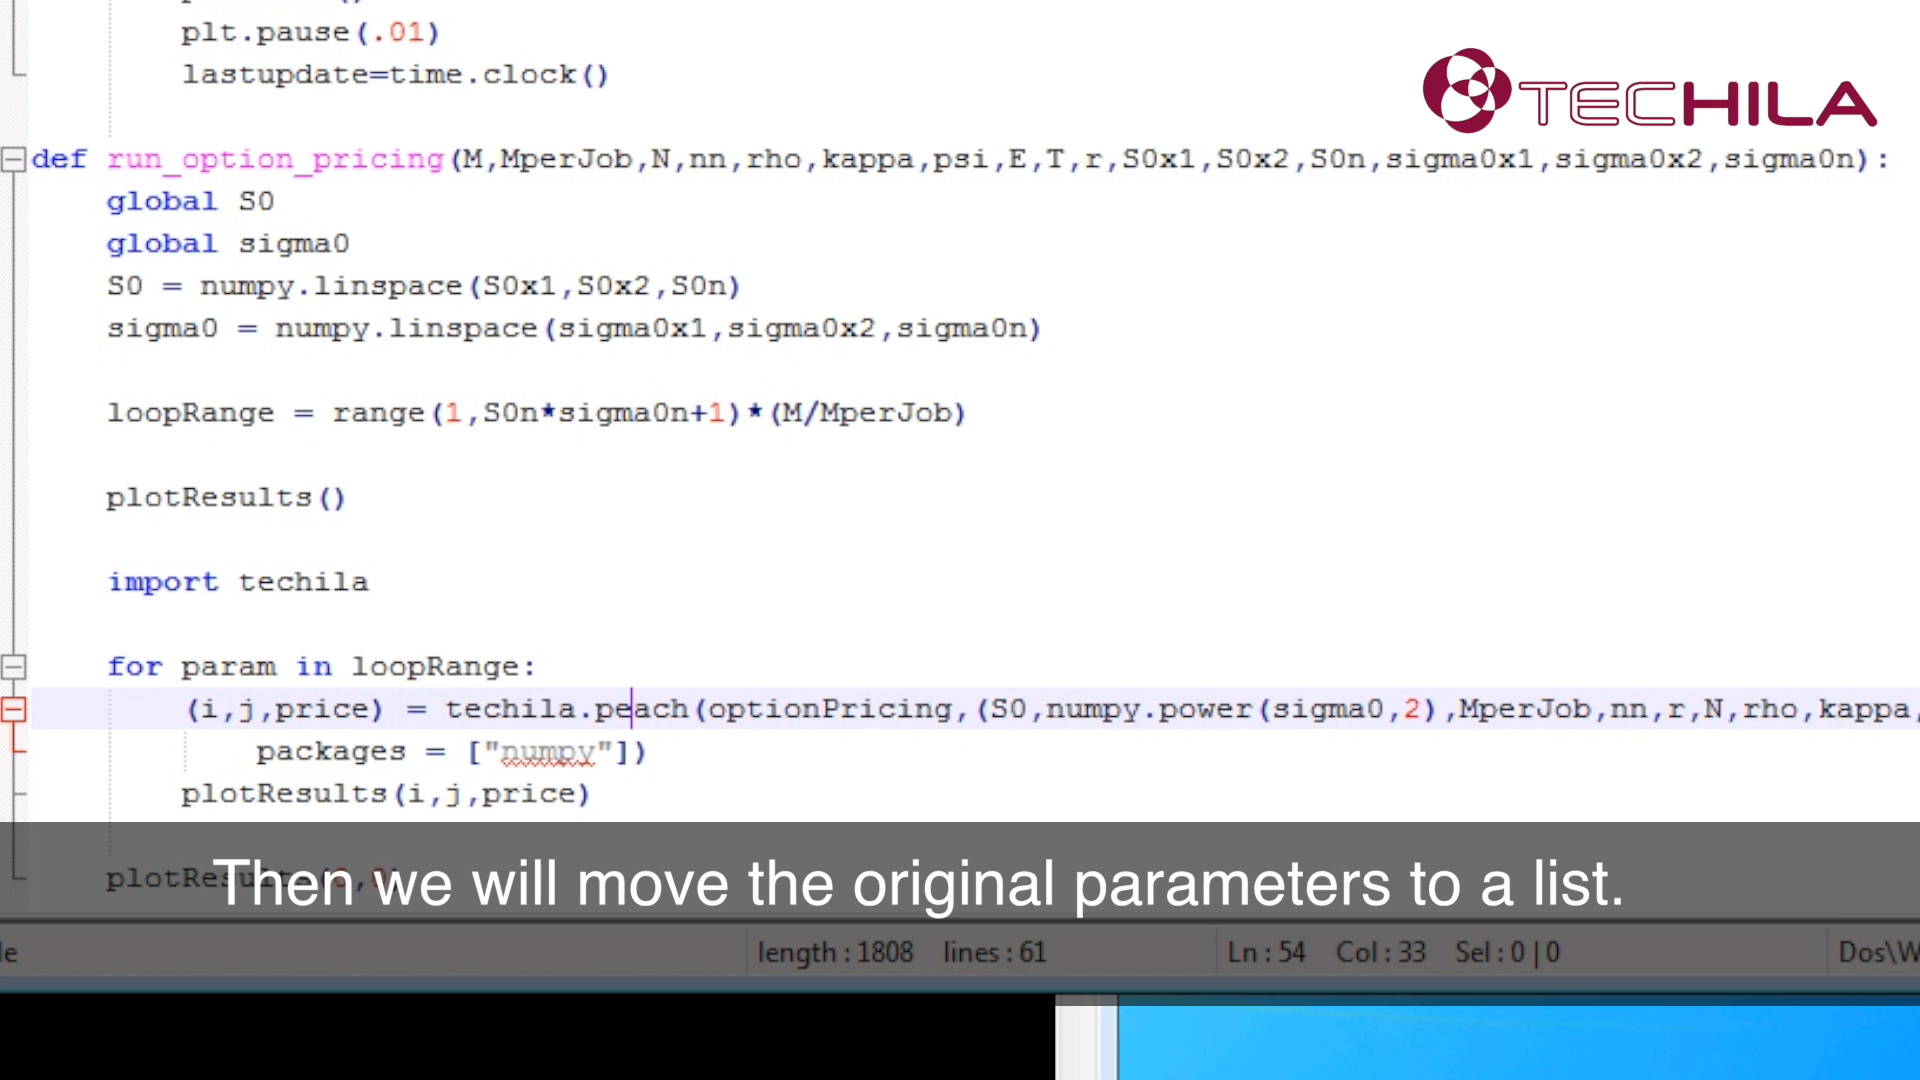 plt.pause(.01)
lastupdate=time.clock()
TECHILA
def run_option_pricing(M,MperJob,N,nn,rho,kappa,psi,E,T,r,S0x1,S0x2,S0n,sigma0x1,sigma0x2,sigma0n):
global S0
global sigma0
S0 = numpy.linspace(S0x1,S0x2,S0n)
sigma0 = numpy.linspace(sigma0x1,sigma0x2,sigma0n)
loopRange = range(1,S0n*sigma0n+1)*(M/MperJob)
plotResults()
import techila
for param in loopRange:
(i,j,price) = techila.peach(optionPricing,(S0,numpy.power(sigma0,2),MperJob,nn,r,N,rho,kappa,
packages = ["numpy"])
plotResults(i,j,price)
Then we will move the original parameters to a list.
le length : 1808 lines : 61 Ln : 54 Col : 33 Sel : 0 | 0 Dos\W